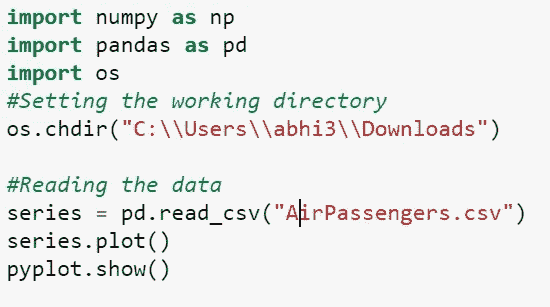 import numpy as np
import pandas as pd
import os
#Setting the working directory
os.chdir("C:\\Users\\abhi3\\Downloads")
#Reading the data
series = pd.read_csv("AirPassengers.csv")
series.plot()
pyplot.show()